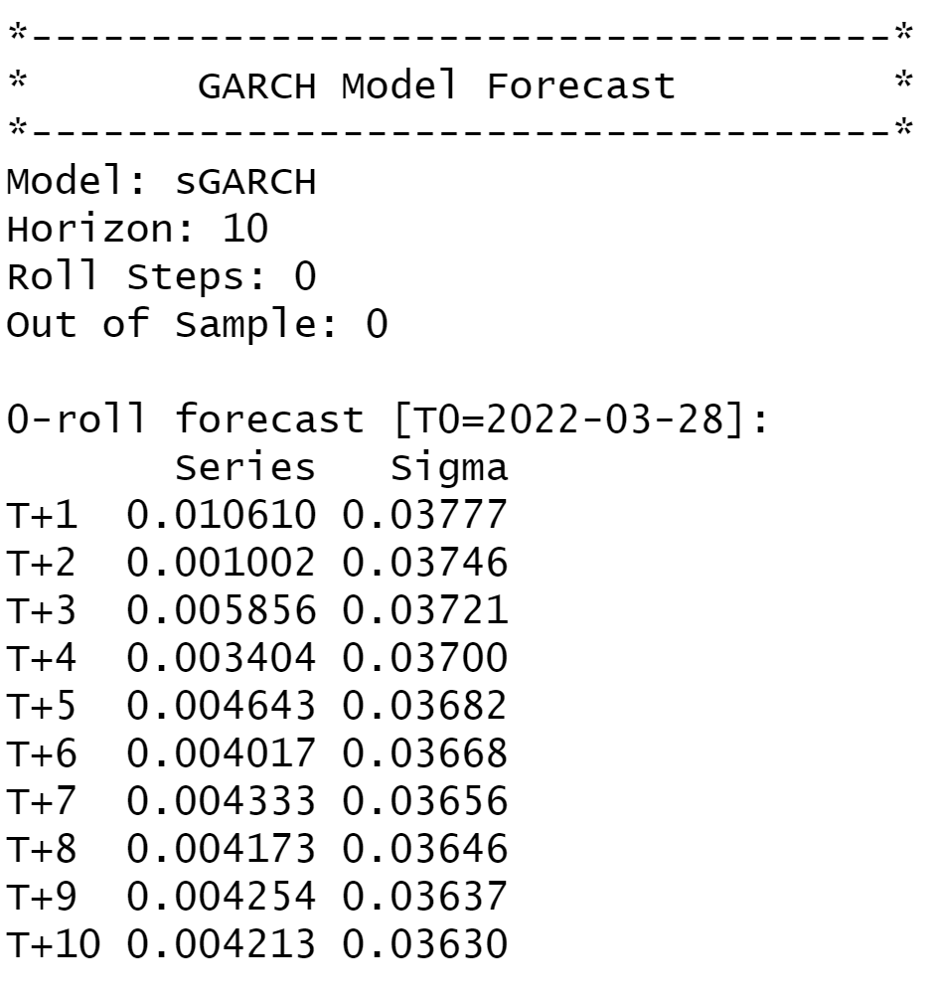 *------------------------------------*
*       GARCH Model Forecast         *
*------------------------------------*
Model: sGARCH
Horizon: 10
Roll Steps: 0
Out of Sample: 0

0-roll forecast [T0=2022-03-28]:
       Series   Sigma
T+1  0.010610 0.03777
T+2  0.001002 0.03746
T+3  0.005856 0.03721
T+4  0.003404 0.03700
T+5  0.004643 0.03682
T+6  0.004017 0.03668
T+7  0.004333 0.03656
T+8  0.004173 0.03646
T+9  0.004254 0.03637
T+10 0.004213 0.03630